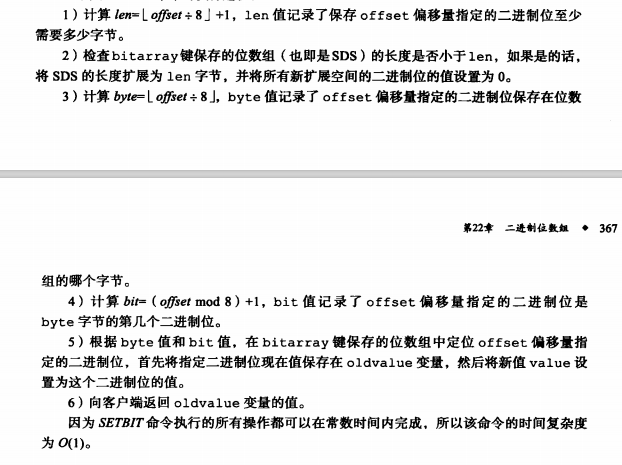 1）计算 len=⌊ offset ÷ 8⌋ +1，len 值记录了保存 offset 偏移量指定的二进制位至少
需要多少字节。
2）检查 bitarray 键保存的位数组（也即是 SDS）的长度是否小于 len，如果是的话，
将 SDS 的长度扩展为 len 字节，并将所有新扩展空间的二进制位的值设置为 0。
3）计算 byte=⌊ offset ÷ 8⌋，byte 值记录了 offset 偏移量指定的二进制位保存在位数
第22章 二进制位数组 ◆ 367
组的哪个字节。
4）计算 bit=（offset mod 8）+1，bit 值记录了 offset 偏移量指定的二进制位是
byte 字节的第几个二进制位。
5）根据 byte 值和 bit 值，在 bitarray 键保存的位数组中定位 offset 偏移量指
定的二进制位，首先将指定二进制位现在值保存在 oldvalue 变量，然后将新值 value 设
置为这个二进制位的值。
6）向客户端返回 oldvalue 变量的值。
因为 SETBIT 命令执行的所有操作都可以在常数时间内完成，所以该命令的时间复杂度
为 O(1)。